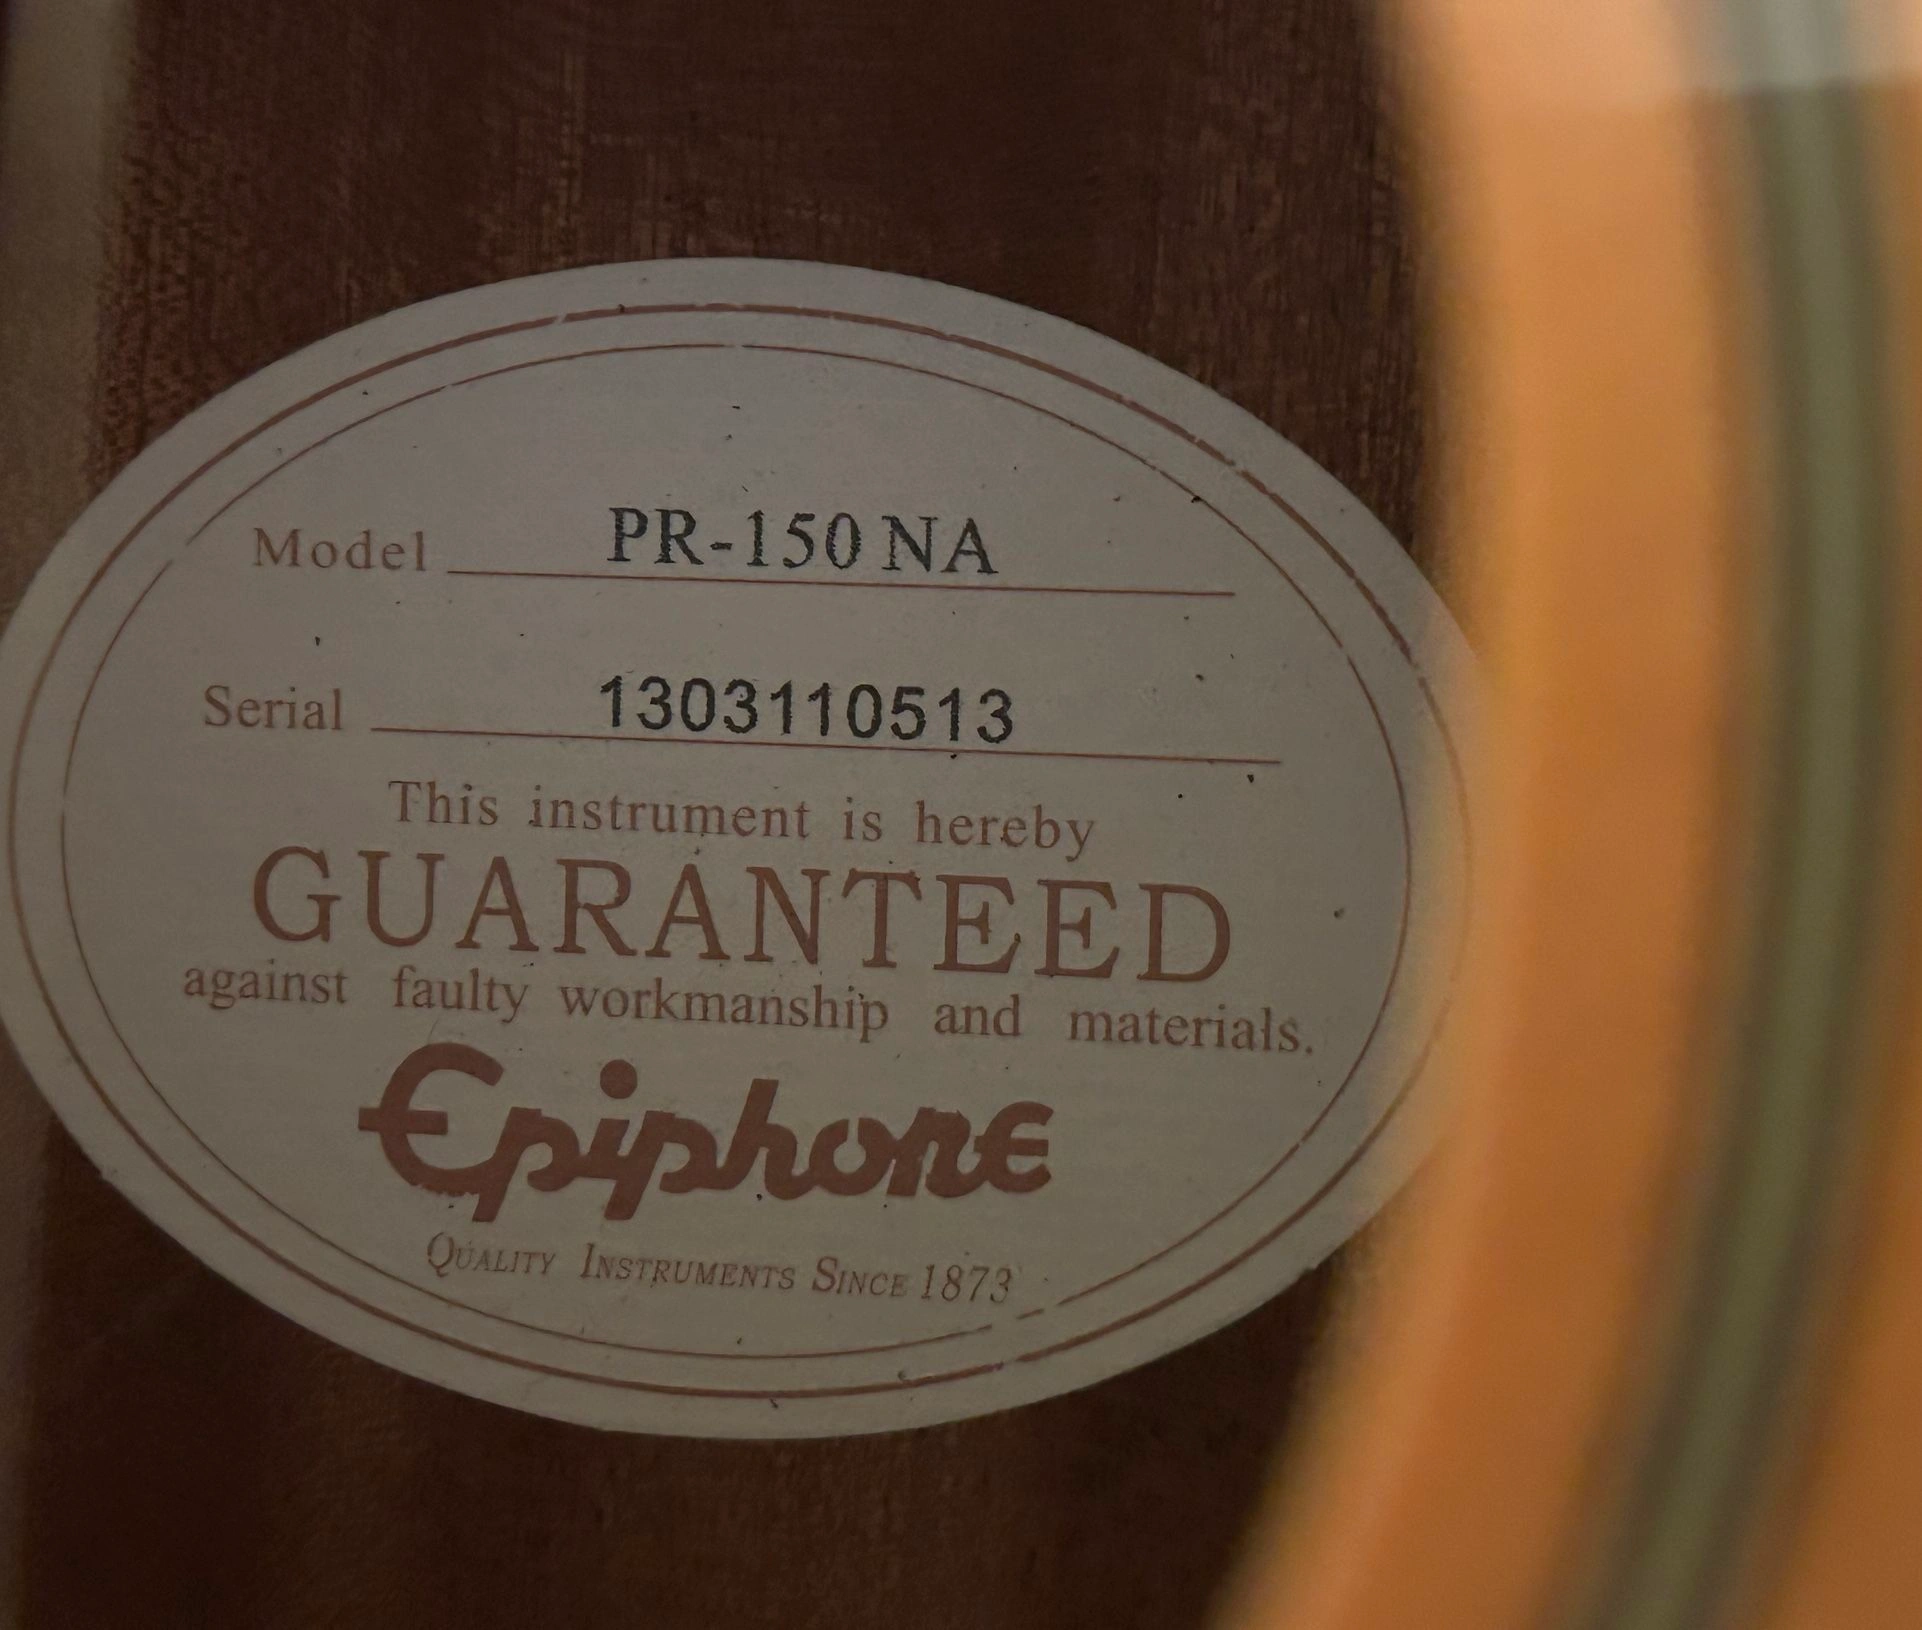 Model PR-150 NA
Serial 1303110513
This instrument is hereby
GUARANTEED
against faulty workmanship and materials.
Epiphone
QUALITY INSTRUMENTS SINCE 1873